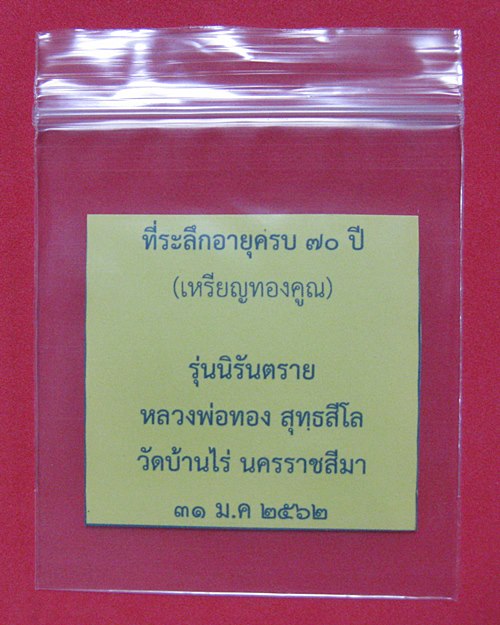 ที่ระลึกอายุครบ ๗๐ ปี
(เหรียญทองคูณ)
รุ่นนิรันตราย
หลวงพ่อทอง สุทฺธสีโล
วัดบ้านไร่ นครราชสีมา
๓๑ ม.ค ๒๕๖๒